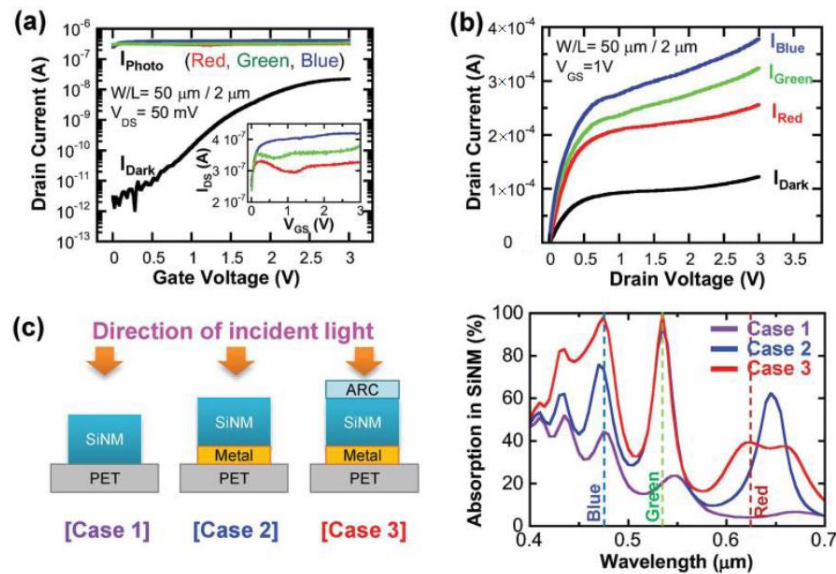 (a)
Drain Current (A)
10⁻⁶
10⁻⁷
10⁻⁸
10⁻⁹
10⁻¹⁰
10⁻¹¹
10⁻¹²
10⁻¹³
I_Photo (Red, Green, Blue)
W/L= 50 μm / 2 μm
V_DS = 50 mV
I_Dark
I_DS (A)
4 10⁻⁷
3 10⁻⁷
2 10⁻⁷
0 1 2 3
V_GS (V)
0 0.5 1 1.5 2 2.5 3
Gate Voltage (V)
(b)
Drain Current (A)
4×10⁻⁴
3×10⁻⁴
2×10⁻⁴
1×10⁻⁴
0
W/L= 50 μm / 2 μm
V_GS=1V
I_Blue
I_Green
I_Red
I_Dark
0 0.5 1 1.5 2 2.5 3 3.5
Drain Voltage (V)
(c)
Direction of incident light
SiNM
PET
[Case 1]
SiNM
Metal
PET
[Case 2]
ARC
SiNM
Metal
PET
[Case 3]
Absorption in SiNM (%)
100
80
60
40
20
0
Case 1
Case 2
Case 3
Blue
Green
Red
0.4 0.5 0.6 0.7
Wavelength (μm)